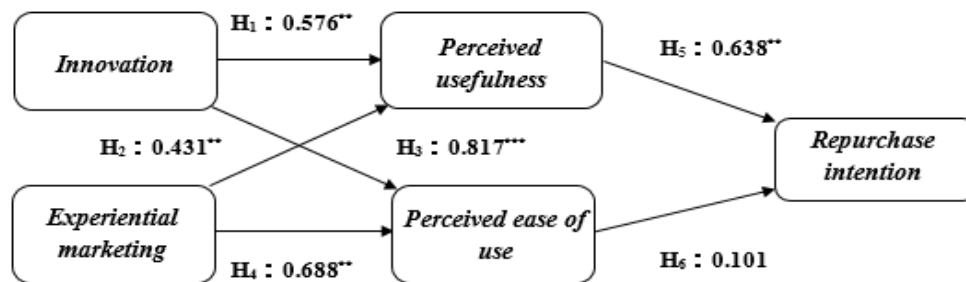 H₁：0.576**
Innovation
Perceived
usefulness
H₅：0.638**
H₂：0.431**
H₃：0.817***
Repurchase
intention
Experiential
marketing
Perceived ease of
use
H₄：0.688**
H₆：0.101